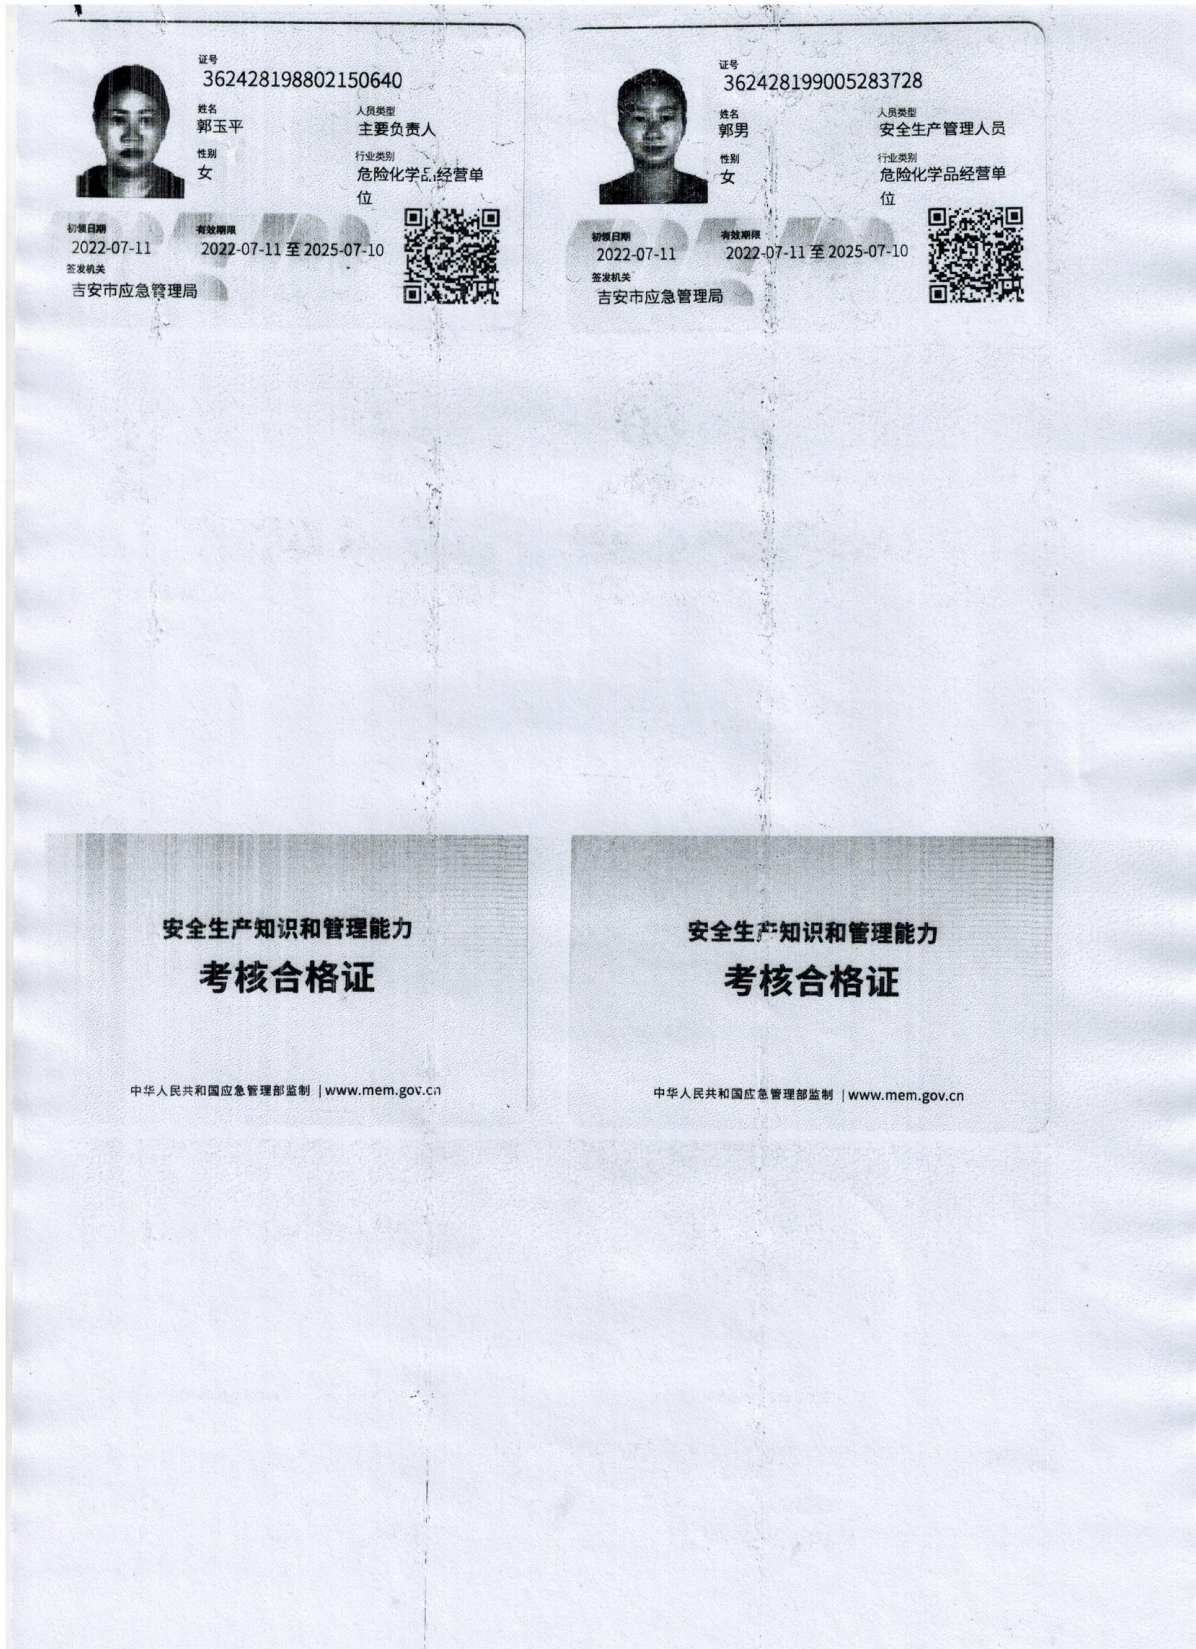 证号
362428198802150640
姓名
郭玉平
人员类型
主要负责人
性别
女
行业类别
危险化学品经营单
位
初领日期
2022-07-11
有效期限
2022-07-11 至 2025-07-10
签发机关
吉安市应急管理局
证号
362428199005283728
姓名
郭男
人员类型
安全生产管理人员
性别
女
行业类别
危险化学品经营单
位
初领日期
2022-07-11
有效期限
2022-07-11 至 2025-07-10
签发机关
吉安市应急管理局
安全生产知识和管理能力
考核合格证
中华人民共和国应急管理部监制 | www.mem.gov.cn
安全生产知识和管理能力
考核合格证
中华人民共和国应急管理部监制 | www.mem.gov.cn